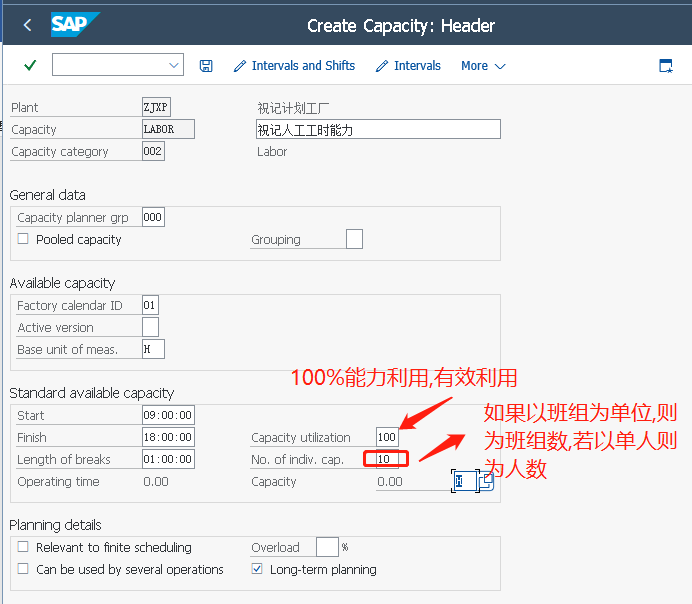 SAP
Create Capacity: Header
Intervals and Shifts
Intervals
More
Plant ZJXP 祝记计划工厂
Capacity LABOR 祝记人工工时能力
Capacity category 002 Labor
General data
Capacity planner grp 000
Pooled capacity Grouping
Available capacity
Factory calendar ID 01
Active version
Base unit of meas. H
100%能力利用,有效利用
Standard available capacity
如果以班组为单位,则
为班组数,若以单人则
为人数
Start 09:00:00
Finish 18:00:00 Capacity utilization 100
Length of breaks 01:00:00 No. of indiv. cap. 10
Operating time 0.00 Capacity 0.00 H
Planning details
Relevant to finite scheduling Overload %
Can be used by several operations Long-term planning